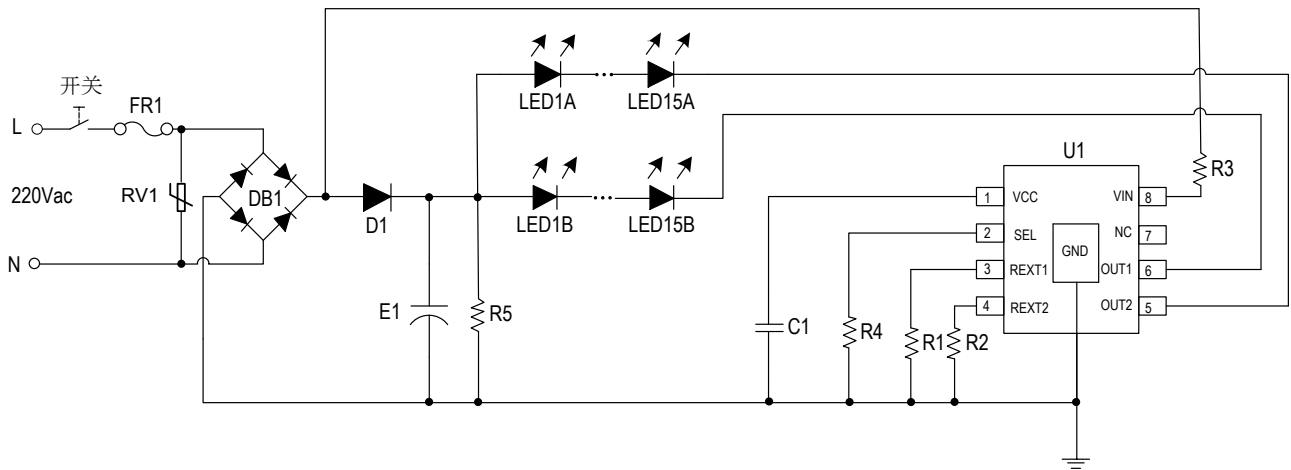 开关
FR1
L
220Vac
RV1
DB1
N
D1
E1
R5
LED1A
LED15A
LED1B
LED15B
C1
R4
R1
R2
U1
R3
1 VCC VIN 8
2 SEL NC 7
GND
3 REXT1 OUT1 6
4 REXT2 OUT2 5